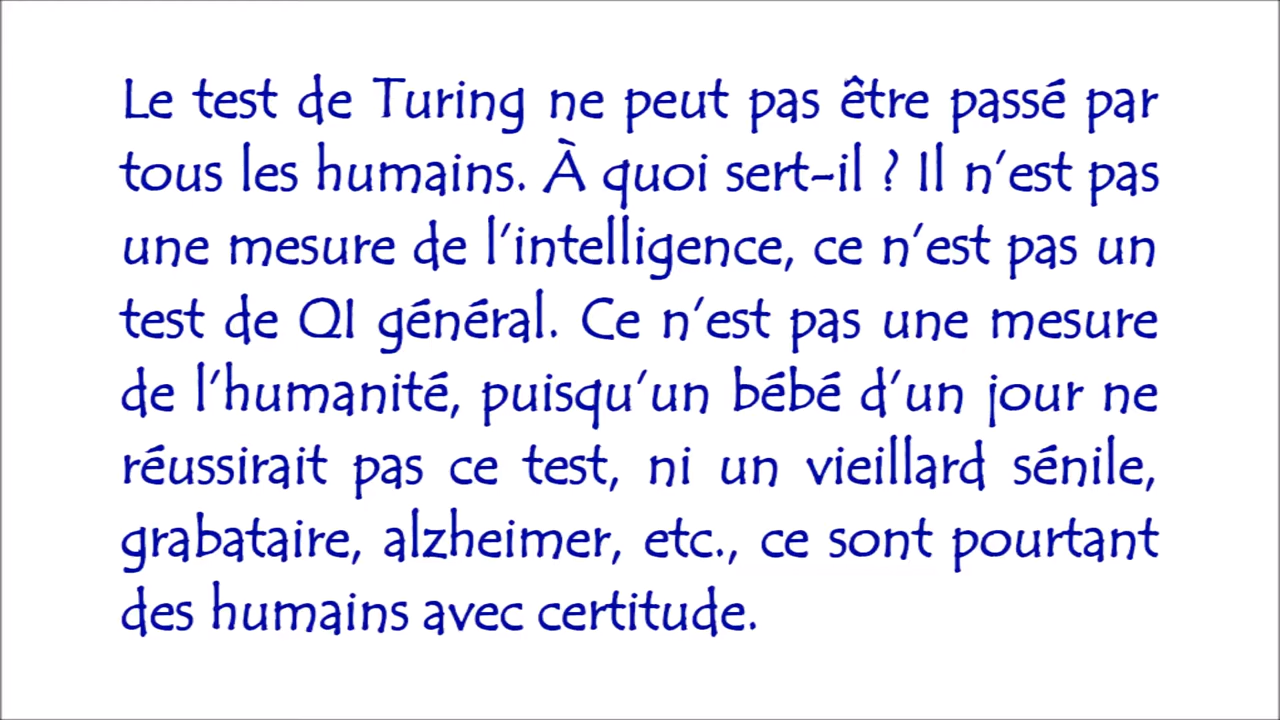 Le test de Turing ne peut pas être passé par
tous les humains. À quoi sert-il ? Il n’est pas
une mesure de l’intelligence, ce n’est pas un
test de QI général. Ce n’est pas une mesure
de l’humanité, puisqu’un bébé d’un jour ne
réussirait pas ce test, ni un vieillard sénile,
grabataire, alzheimer, etc., ce sont pourtant
des humains avec certitude.